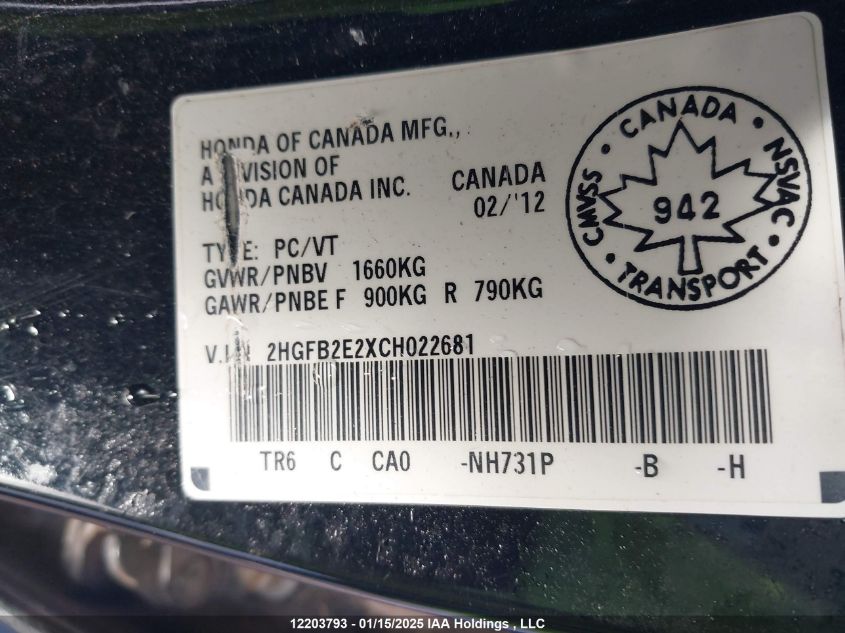 HONDA OF CANADA MFG.,
A DIVISION OF
HONDA CANADA INC.
CANADA
02/'12
TYPE: PC/VT
GVWR/PNBV 1660KG
GAWR/PNBE F 900KG R 790KG
V.I.N 2HGFB2E2XCH022681
TR6 C CA0 -NH731P -B -H
• CANADA •
CMVSS
942
NSVAC
• TRANSPORT •
12203793 - 01/15/2025 IAA Holdings , LLC